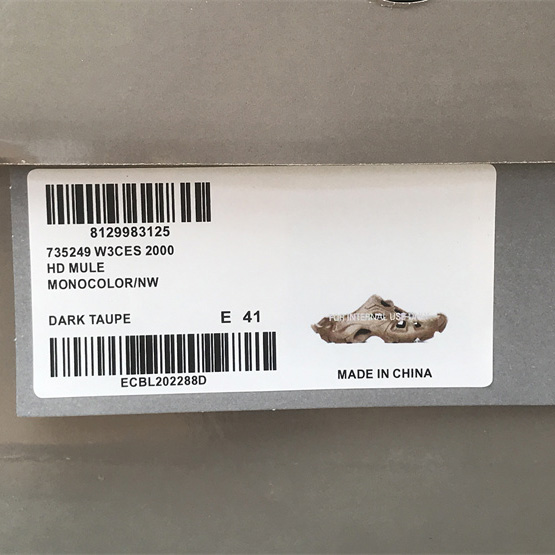 8129983125
735249 W3CES 2000
HD MULE
MONOCOLOR/NW
DARK TAUPE E 41
ECBL202288D
FOR INTERNAL USE ONLY
MADE IN CHINA